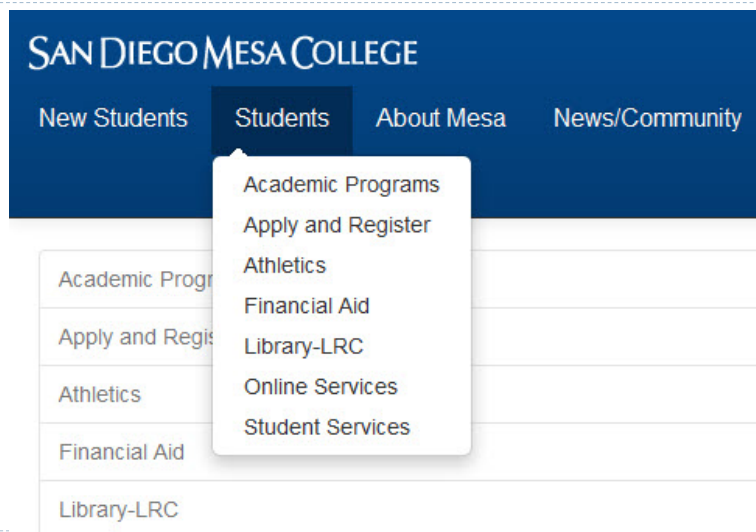 SAN DIEGO MESA COLLEGE
New Students Students About Mesa News/Community
Academic Programs
Apply and Register
Athletics
Financial Aid
Library-LRC
Online Services
Student Services
Academic Progr
Apply and Regis
Athletics
Financial Aid
Library-LRC